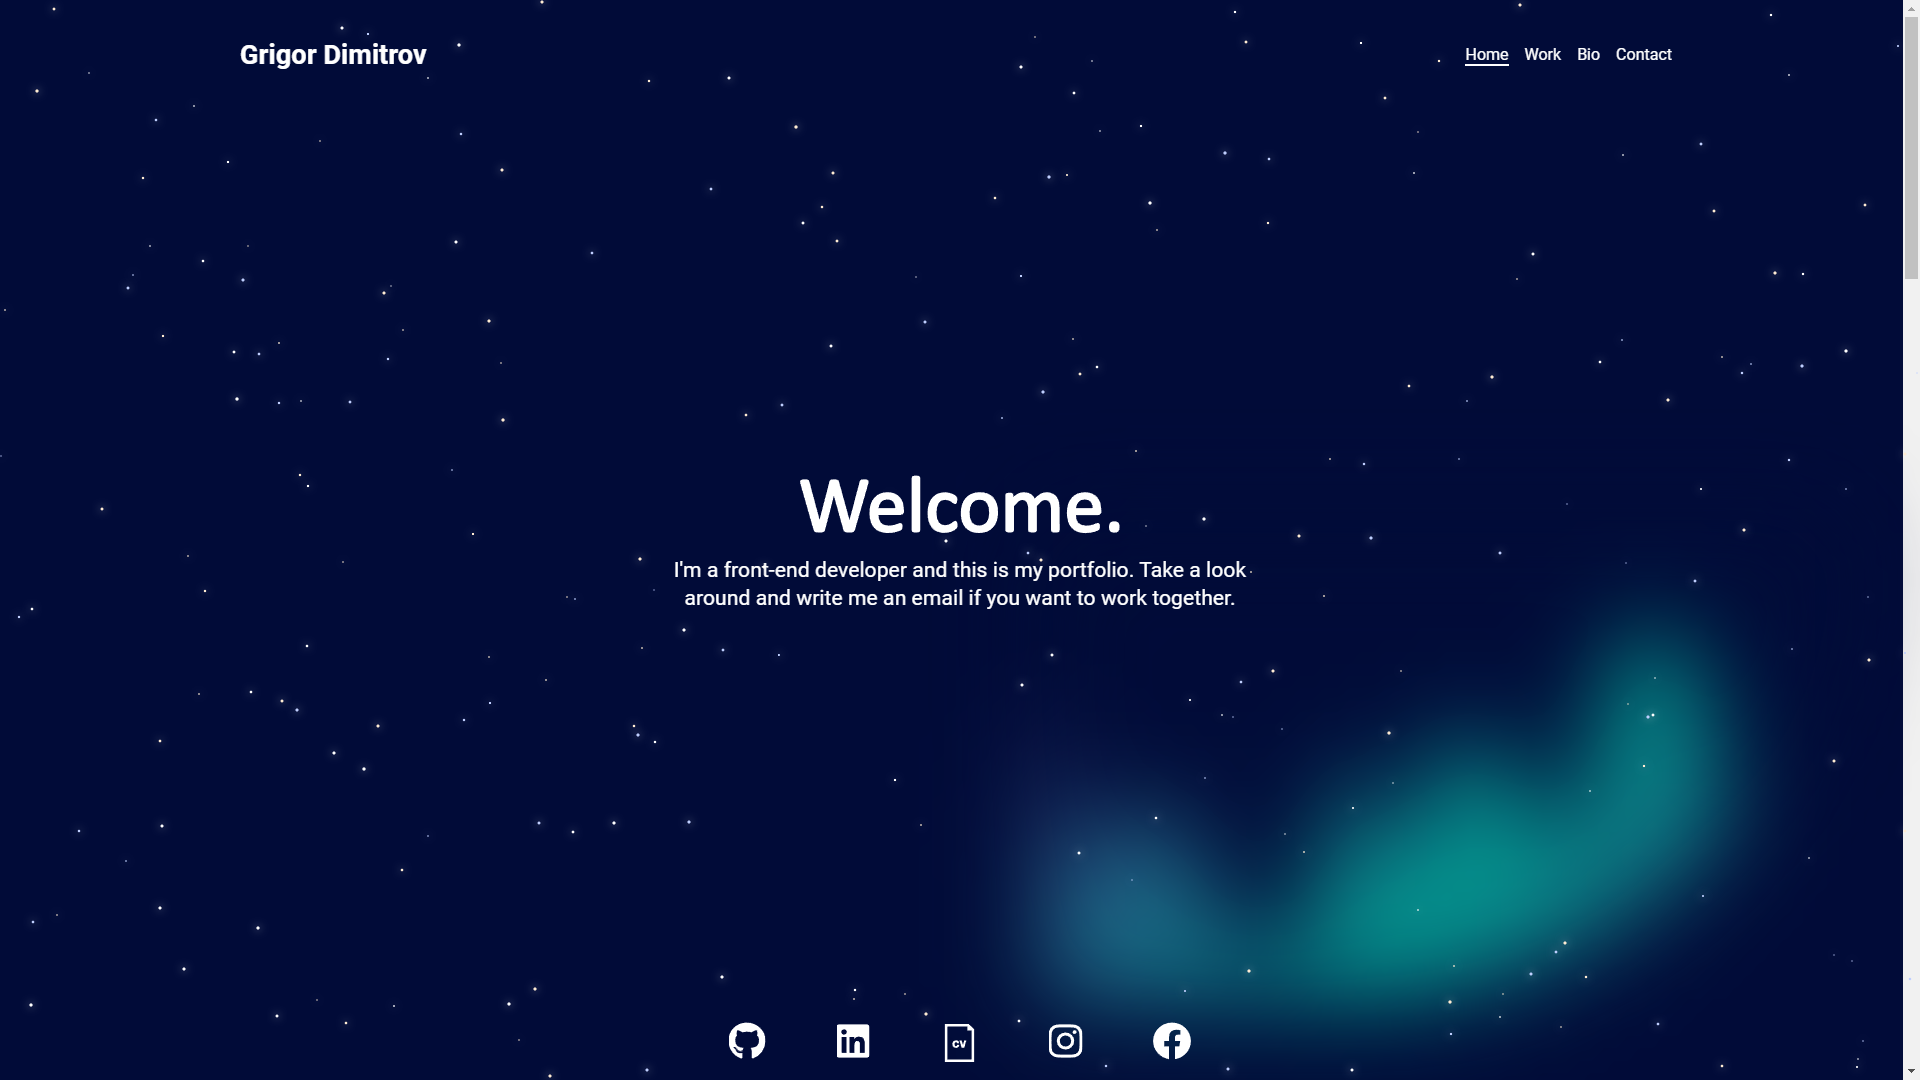 Grigor Dimitrov
Home Work Bio Contact
Welcome.
I'm a front-end developer and this is my portfolio. Take a look
around and write me an email if you want to work together.
in
CV